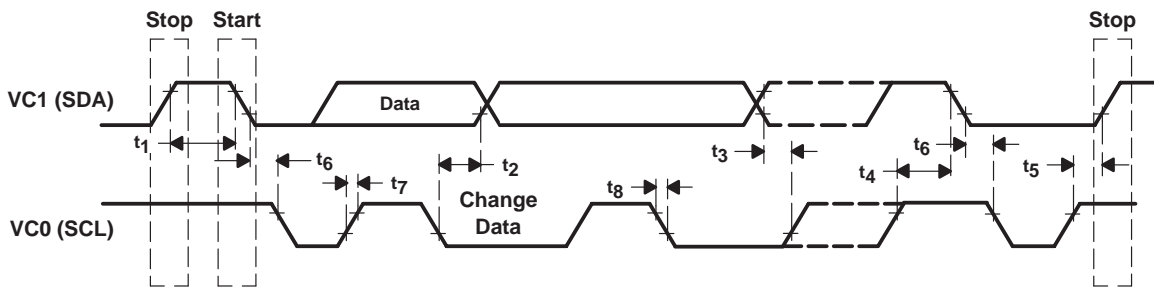 Stop Start Stop
VC1 (SDA)
Data
t1
t6
t7
t2
t3
t6
t4
t5
t8
Change
Data
VC0 (SCL)